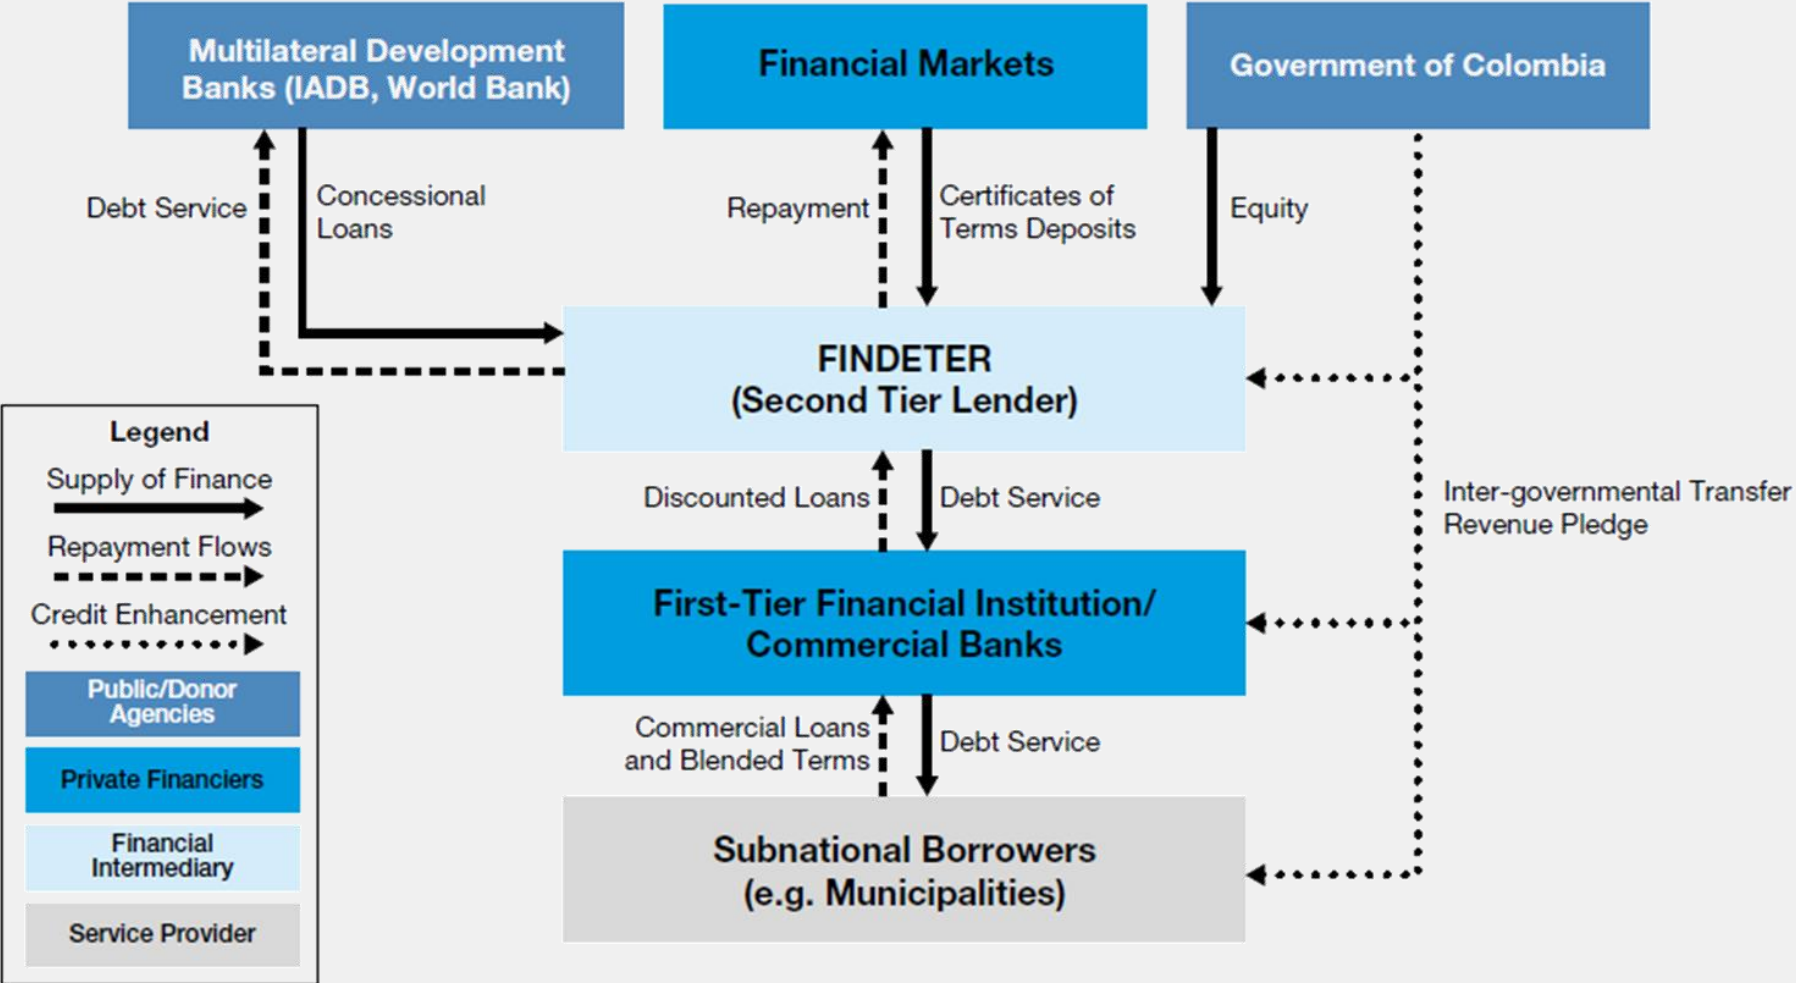 Multilateral Development
Banks (IADB, World Bank)
Financial Markets
Government of Colombia
Debt Service
Concessional
Loans
Repayment
Certificates of
Terms Deposits
Equity
FINDETER
(Second Tier Lender)
Discounted Loans
Debt Service
Inter-governmental Transfer
Revenue Pledge
First-Tier Financial Institution/
Commercial Banks
Commercial Loans
and Blended Terms
Debt Service
Subnational Borrowers
(e.g. Municipalities)
Legend
Supply of Finance
Repayment Flows
Credit Enhancement
Public/Donor
Agencies
Private Financiers
Financial
Intermediary
Service Provider